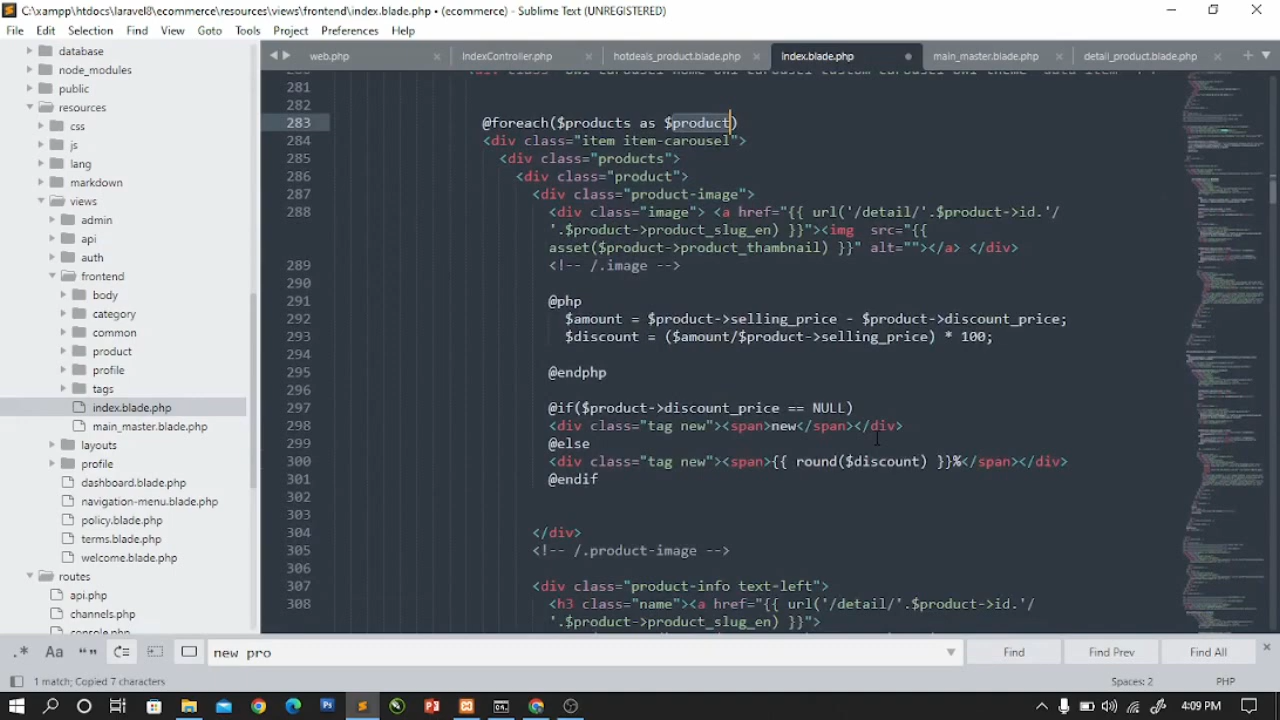 C:\xampp\htdocs\laravel8\ecommerce\resources\views\frontend\index.blade.php • (ecommerce) - Sublime Text (UNREGISTERED)
File Edit Selection Find View Goto Tools Project Preferences Help
web.php IndexController.php hotdeals_product.blade.php index.blade.php main_master.blade.php detail_product.blade.php
database
node_modules
public
resources
css
js
lang
markdown
views
admin
api
auth
frontend
body
category
common
product
profile
tags
index.blade.php
main_master.blade.php
layouts
profile
dashboard.blade.php
navigation-menu.blade.php
policy.blade.php
terms.blade.php
welcome.blade.php
routes
api.php
channels.php
console.php
281
282
283 @foreach($products as $product)
284 <div class="item item-carousel">
285 <div class="products">
286 <div class="product">
287 <div class="product-image">
288 <div class="image"> <a href="{{ url('/detail/'.$product->id.'/
'.$product->product_slug_en) }}"><img  src="{{
asset($product->product_thambnail) }}" alt=""></a> </div>
289 <!-- /.image -->
290
291 @php
292 $amount = $product->selling_price - $product->discount_price;
293 $discount = ($amount/$product->selling_price) * 100;
294
295 @endphp
296
297 @if($product->discount_price == NULL)
298 <div class="tag new"><span>new</span></div>
299 @else
300 <div class="tag new"><span>{{ round($discount) }}%</span></div>
301 @endif
302
303
304 </div>
305 <!-- /.product-image -->
306
307 <div class="product-info text-left">
308 <h3 class="name"><a href="{{ url('/detail/'.$product->id.'/
'.$product->product_slug_en) }}">
.* Aa “” new pro Find Find Prev Find All
1 match; Copied 7 characters Spaces: 2 PHP
4:09 PM